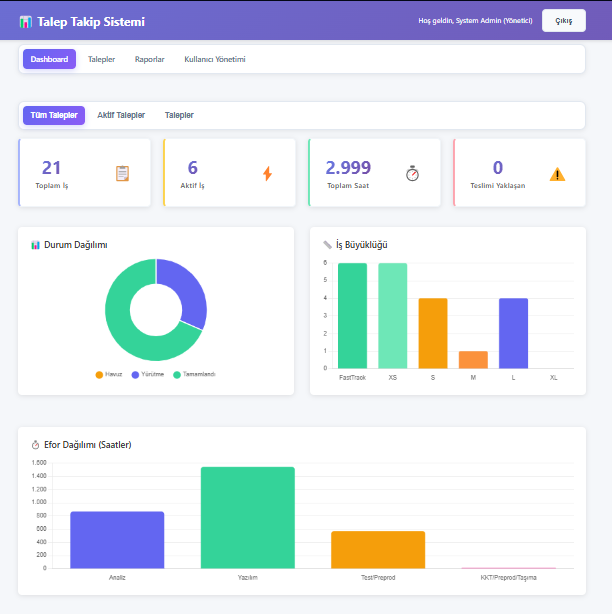 Talep Takip Sistemi
Hoş geldin, System Admin (Yönetici)
Çıkış
Dashboard Talepler Raporlar Kullanıcı Yönetimi
Tüm Talepler Aktif Talepler Talepler
21
Toplam İş
6
Aktif İş
2.999
Toplam Saat
0
Teslimi Yaklaşan
Durum Dağılımı
Havuz Yürütme Tamamlandı
İş Büyüklüğü
6
5
4
3
2
1
0
FastTrack XS S M L XL
Efor Dağılımı (Saatler)
1.600
1.400
1.200
1.000
800
600
400
200
0
Analiz Yazılım Test/Preprod KKT/Preprod/Taşıma